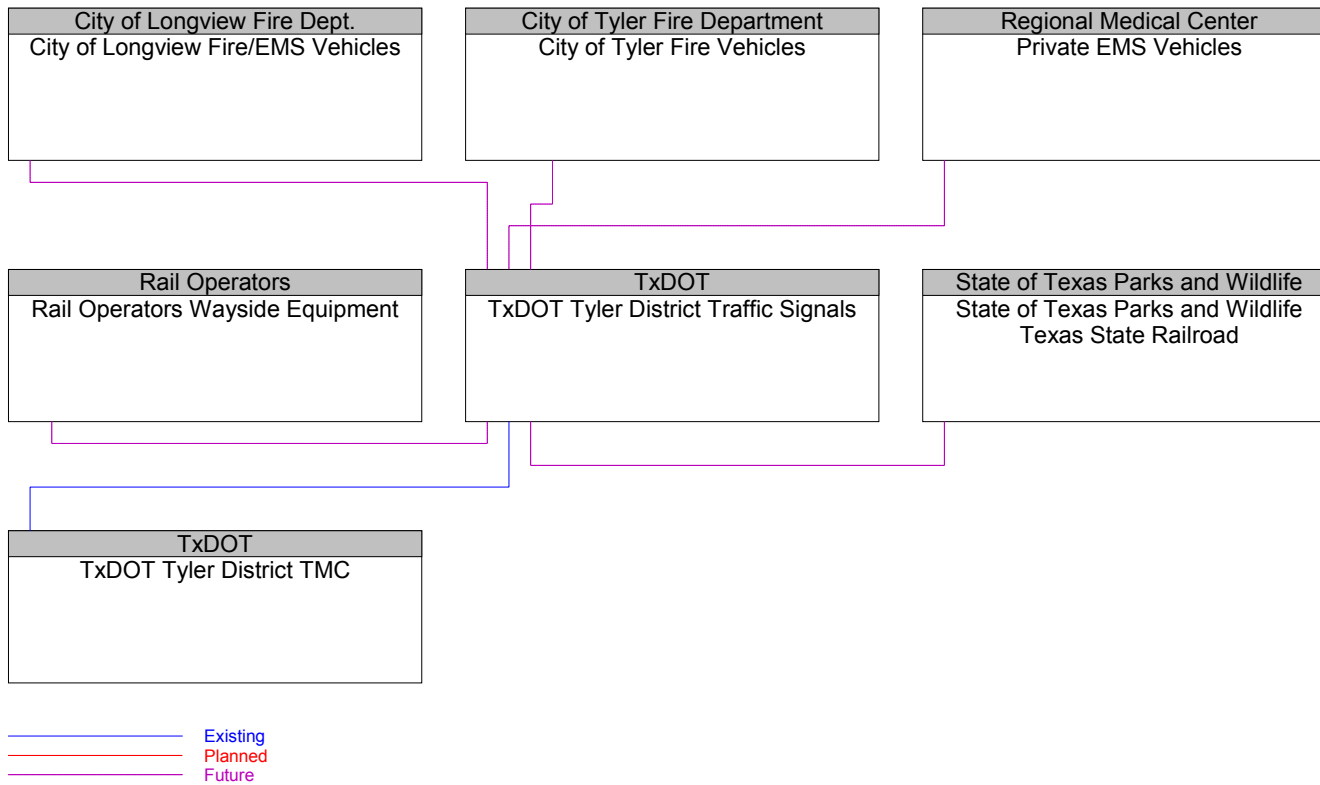 City of Longview Fire Dept.
City of Longview Fire/EMS Vehicles
City of Tyler Fire Department
City of Tyler Fire Vehicles
Regional Medical Center
Private EMS Vehicles
Rail Operators
Rail Operators Wayside Equipment
TxDOT
TxDOT Tyler District Traffic Signals
State of Texas Parks and Wildlife
State of Texas Parks and Wildlife
Texas State Railroad
TxDOT
TxDOT Tyler District TMC
Existing
Planned
Future